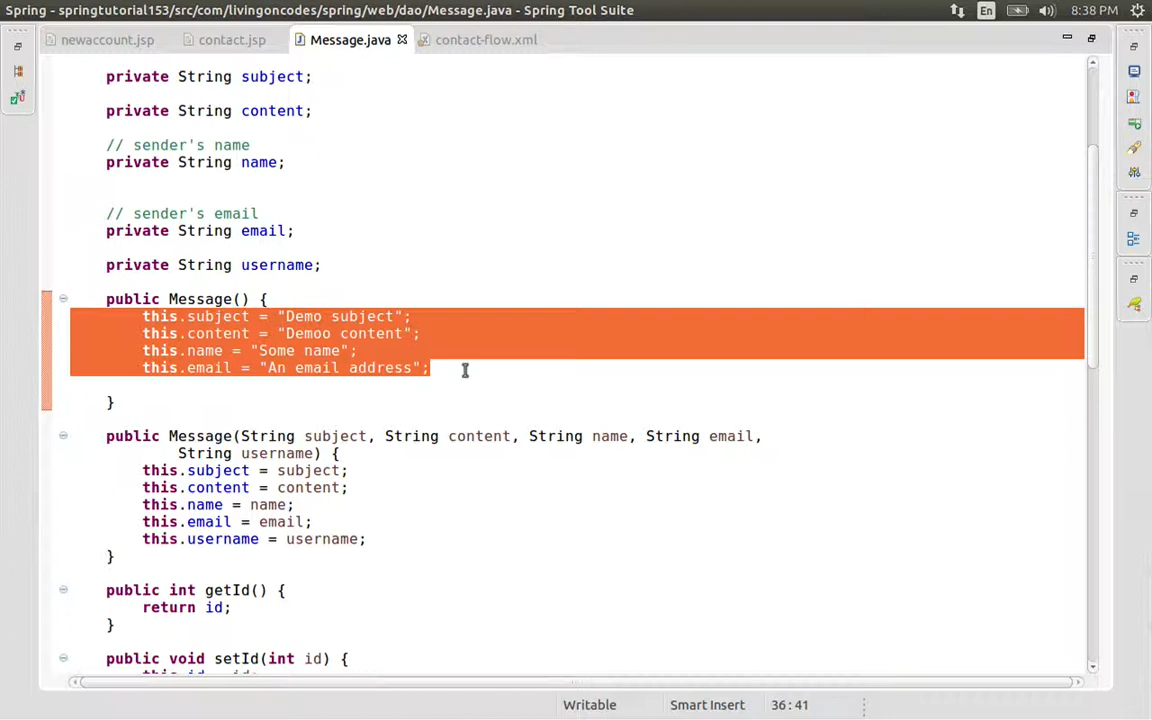 Spring - springtutorial153/src/com/livingoncodes/spring/web/dao/Message.java - Spring Tool Suite
En
8:38 PM
newaccount.jsp
contact.jsp
Message.java
contact-flow.xml
private String subject;
private String content;
// sender's name
private String name;
// sender's email
private String email;
private String username;
public Message() {
this.subject = "Demo subject";
this.content = "Demoo content";
this.name = "Some name";
this.email = "An email address";
}
public Message(String subject, String content, String name, String email,
String username) {
this.subject = subject;
this.content = content;
this.name = name;
this.email = email;
this.username = username;
}
public int getId() {
return id;
}
public void setId(int id) {
Writable
Smart Insert
36:41